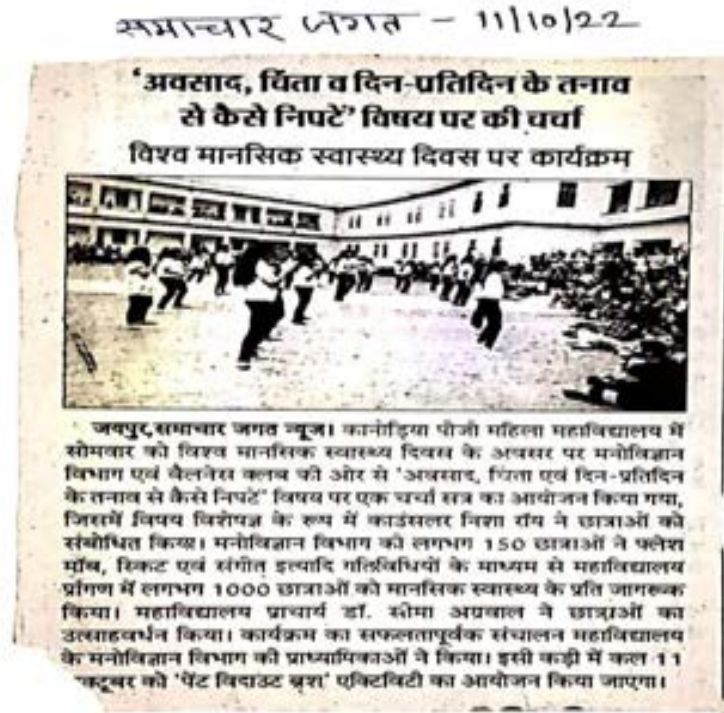 समाचार जगत - 11/10/22
'अवसाद, चिंता व दिन-प्रतिदिन के तनाव
से कैसे निपटें' विषय पर की चर्चा
विश्व मानसिक स्वास्थ्य दिवस पर कार्यक्रम
जयपुर,समाचार जगत न्यूज। कानोड़िया पीजी महिला महाविद्यालय में
सोमवार को विश्व मानसिक स्वास्थ्य दिवस के अवसर पर मनोविज्ञान
विभाग एवं वैलनेस क्लब की ओर से 'अवसाद, चिंता एवं दिन-प्रतिदिन
के तनाव से कैसे निपटें' विषय पर एक चर्चा सत्र का आयोजन किया गया,
जिसमें विषय विशेषज्ञ के रूप में काउंसलर निशा रॉय ने छात्राओं को
संबोधित किया। मनोविज्ञान विभाग की लगभग 150 छात्राओं ने फ्लेश
मॉब, स्किट एवं संगीत इत्यादि गतिविधियों के माध्यम से महाविद्यालय
प्राँगण में लगभग 1000 छात्राओं को मानसिक स्वास्थ्य के प्रति जागरूक
किया। महाविद्यालय प्राचार्य डॉ. सीमा अग्रवाल ने छात्राओं का
उत्साहवर्धन किया। कार्यक्रम का सफलतापूर्वक संचालन महाविद्यालय
के मनोविज्ञान विभाग की प्राध्यापिकाओं ने किया। इसी कड़ी में कल 11
क्टूबर को 'पेंट विदाउट ब्रश' एक्टिविटी का आयोजन किया जाएगा।